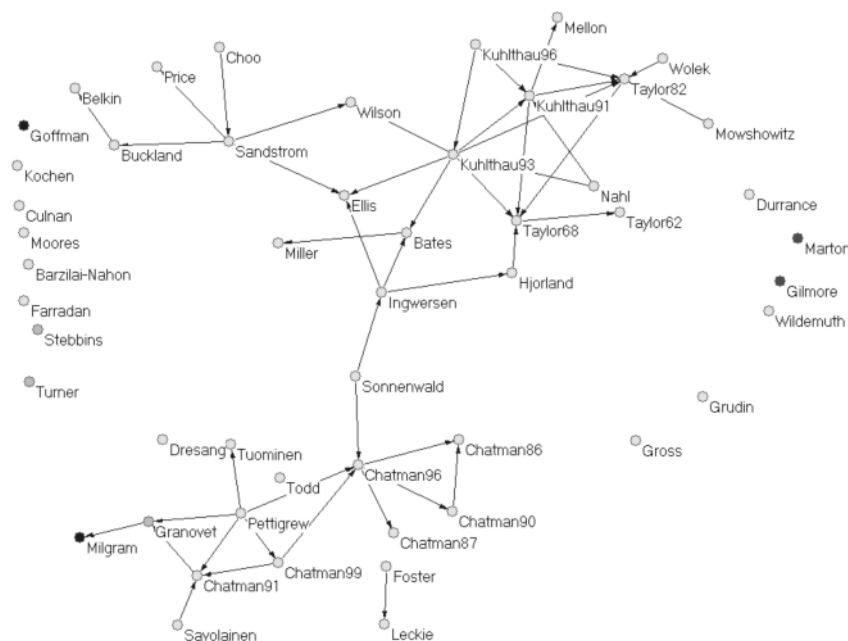 Mellon
Choo
Kuhlthau96
Price
Wolek
Taylor82
Belkin
Kuhlthau91
Wilson
Mowshowitz
Goffman
Buckland
Sandstrom
Kuhlthau93
Kochen
Nahl
Ellis
Durrance
Culnan
Taylor68
Taylor62
Moores
Bates
Miller
Marton
Barzilai-Nahon
Hjorland
Gilmore
Ingwersen
Farradan
Wildemuth
Stebbins
Turner
Sonnenwald
Grudin
Dresang
Tuominen
Chatman86
Gross
Chatman96
Todd
Chatman90
Granovet
Pettigrew
Milgram
Chatman87
Chatman99
Foster
Chatman91
Savolainen
Leckie